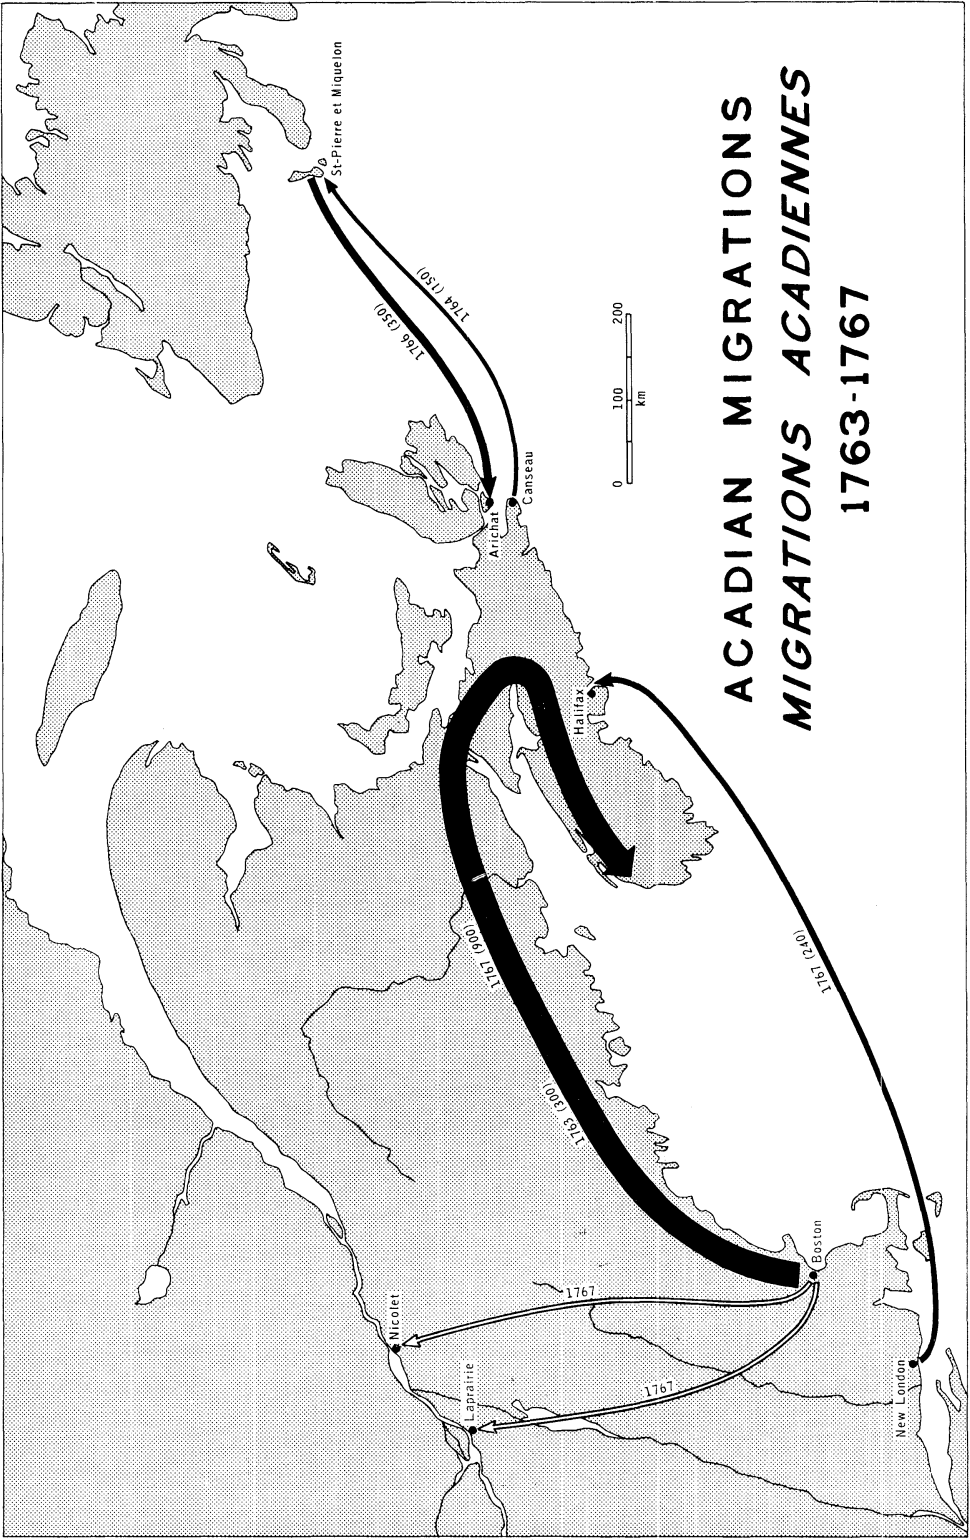 ACADIAN MIGRATIONS
MIGRATIONS ACADIENNES
1763-1767
St-Pierre et Miquelon
1766 (350)
1764 (150)
Arichat
Canseau
0 100 200
km
Halifax
1767 (900)
1763 (300)
1767 (240)
Boston
1767
Nicolet
Laprairie
1767
New London